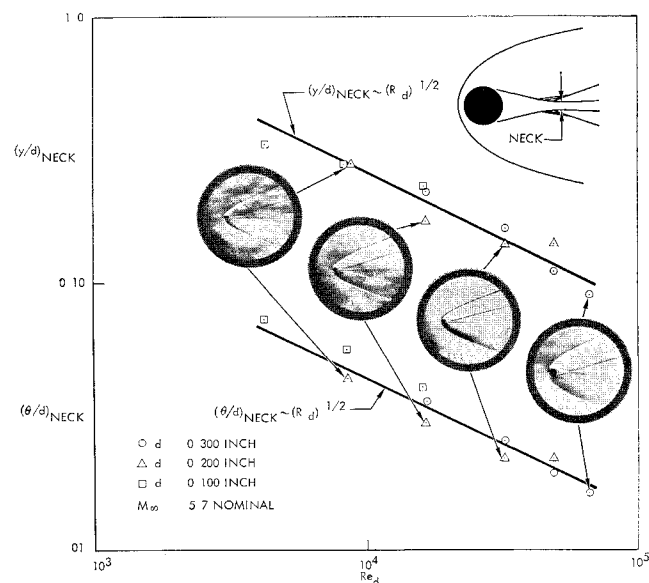 1 0
(y/d)NECK~(R d) 1/2
NECK
(y/d)NECK
0 10
(θ/d)NECK
(θ/d)NECK~(R d) 1/2
○ d 0 300 INCH
△ d 0 200 INCH
□ d 0 100 INCH
M∞ 5 7 NOMINAL
01
10³
10⁴
10⁵
Re d